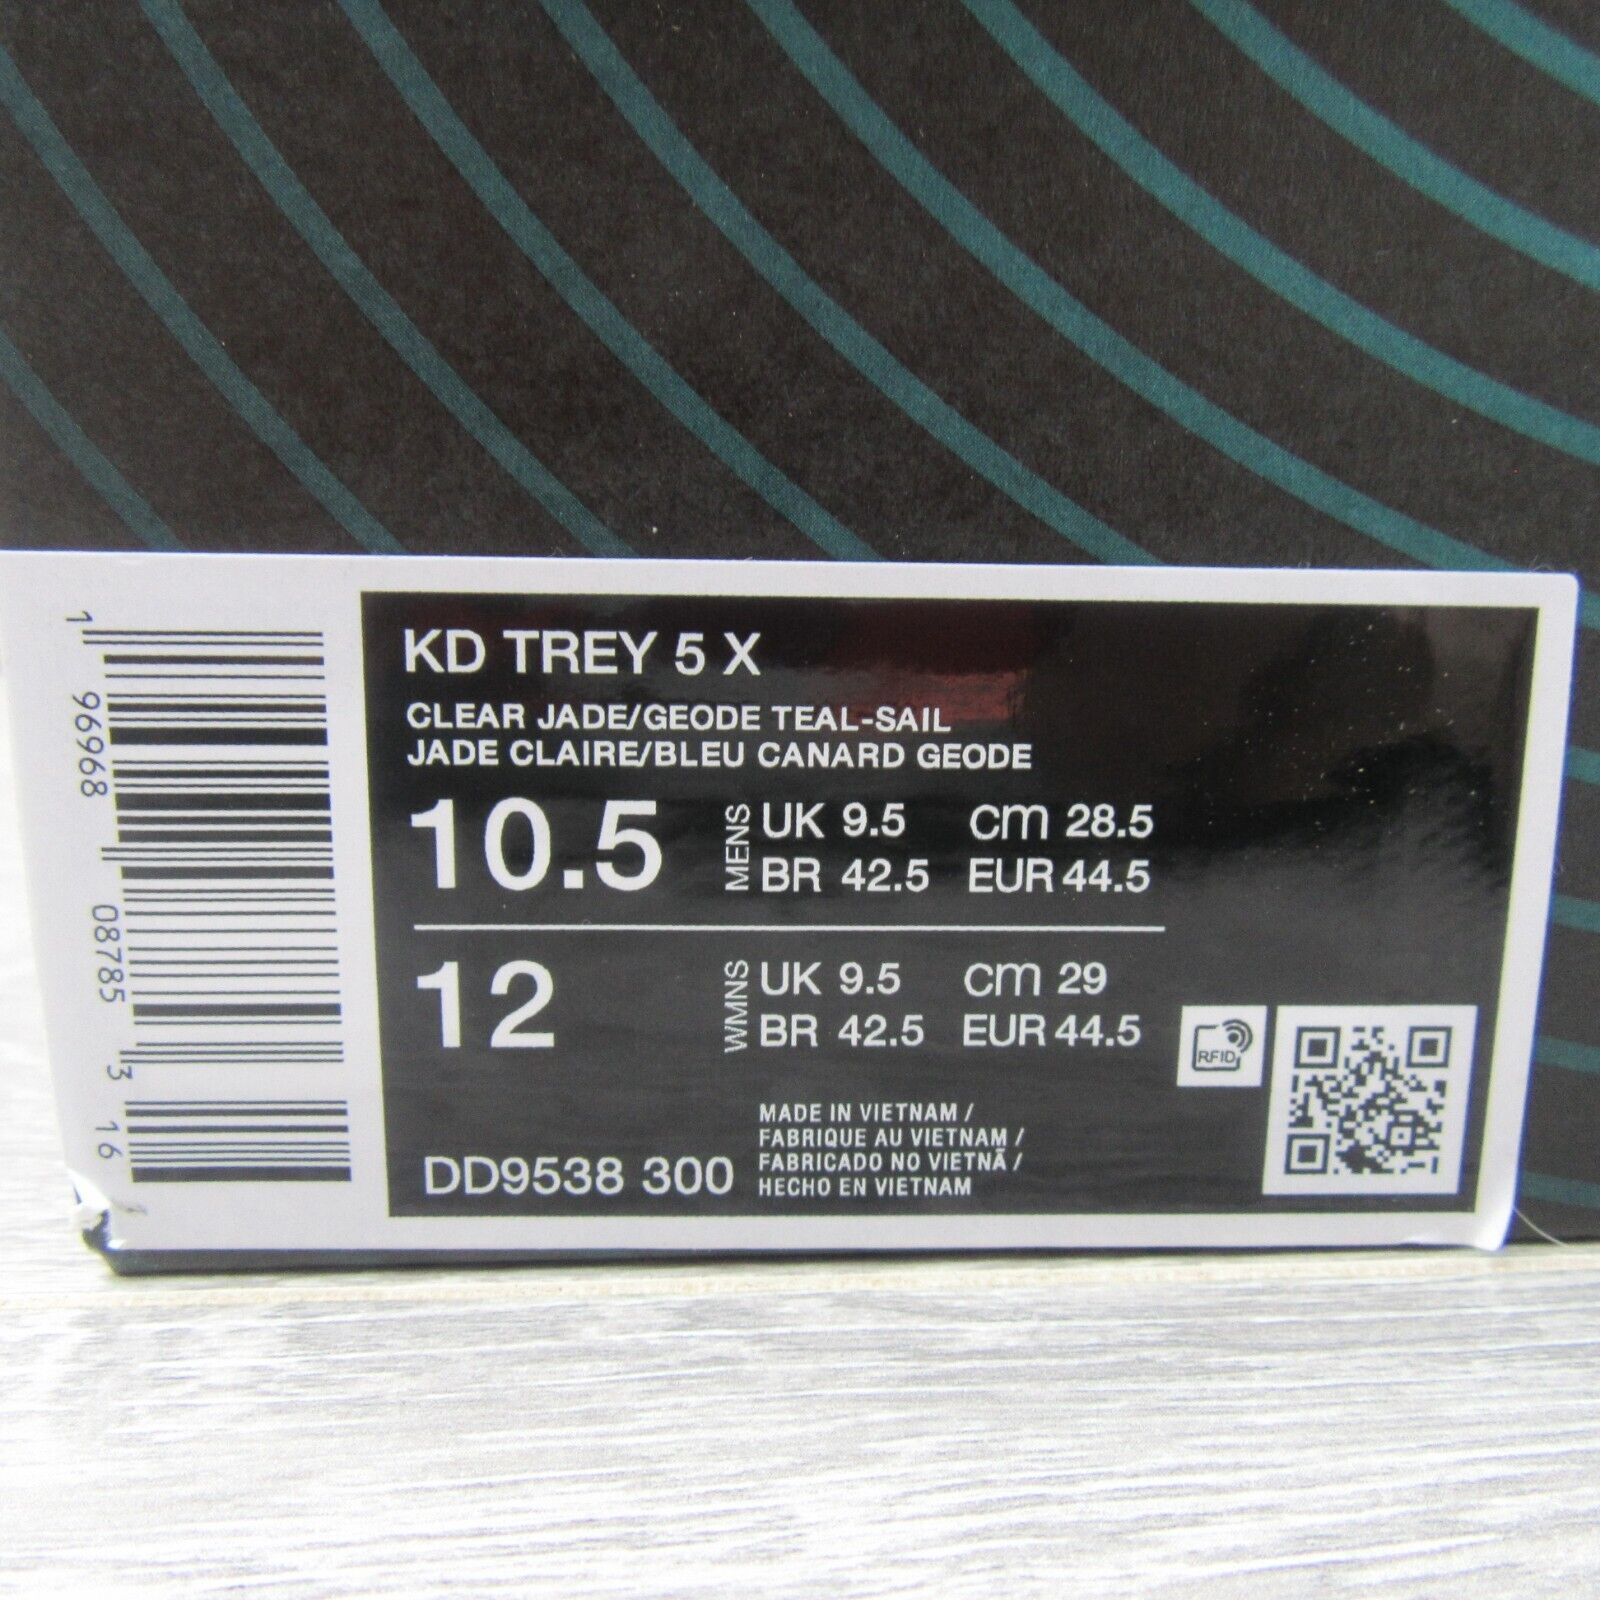 KD TREY 5 X
CLEAR JADE/GEODE TEAL-SAIL
JADE CLAIRE/BLEU CANARD GEODE
10.5 MENS UK 9.5 cm 28.5
BR 42.5 EUR 44.5
12 WMNS UK 9.5 cm 29
BR 42.5 EUR 44.5
RFID
MADE IN VIETNAM /
FABRIQUE AU VIETNAM /
FABRICADO NO VIETNÃ /
HECHO EN VIETNAM
DD9538 300
1 96968 08785 3 16